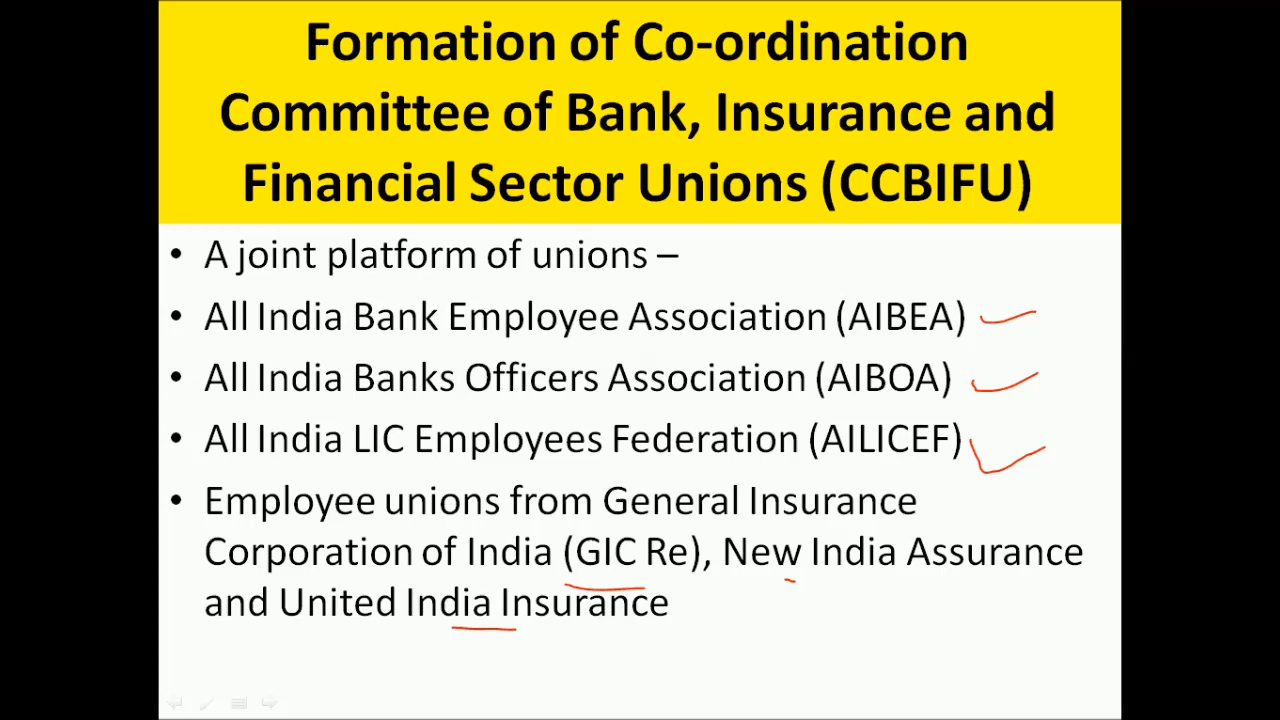 Formation of Co-ordination
Committee of Bank, Insurance and
Financial Sector Unions (CCBIFU)
• A joint platform of unions –
• All India Bank Employee Association (AIBEA)
• All India Banks Officers Association (AIBOA)
• All India LIC Employees Federation (AILICEF)
• Employee unions from General Insurance
Corporation of India (GIC Re), New India Assurance
and United India Insurance